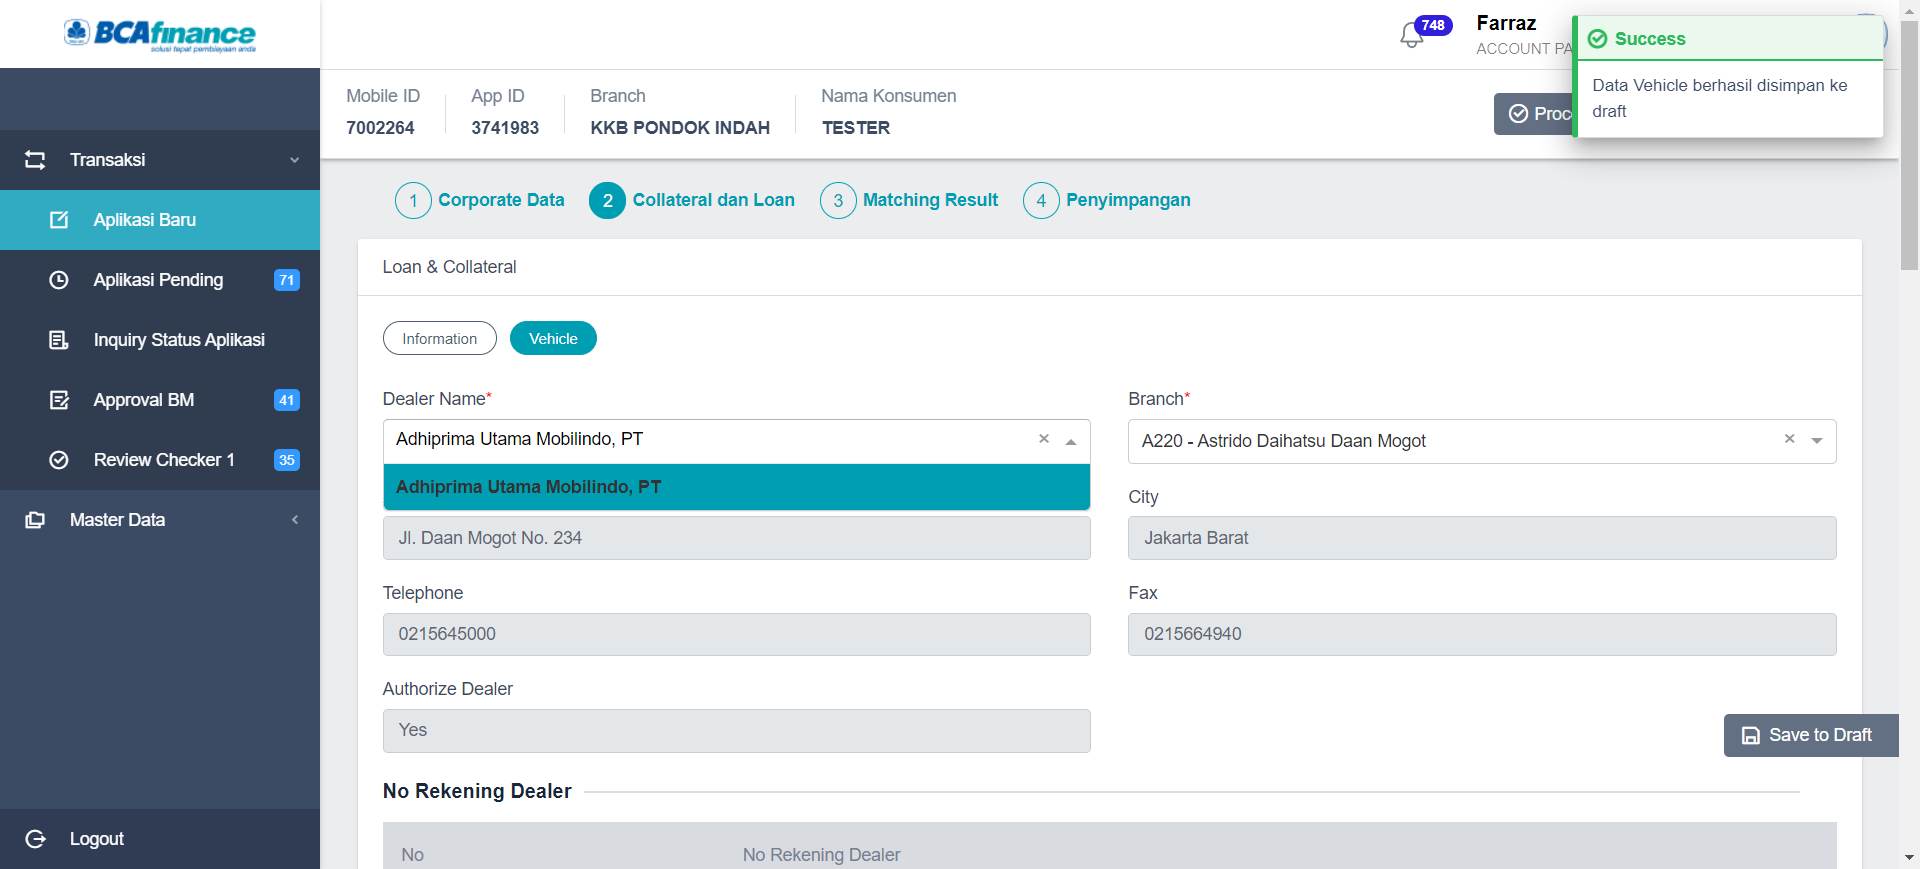 BCAfinance
solusi tepat pembiayaan anda
748
Farraz
ACCOUNT
Success
Data Vehicle berhasil disimpan ke
draft
Mobile ID
7002264
App ID
3741983
Branch
KKB PONDOK INDAH
Nama Konsumen
TESTER
Transaksi
Aplikasi Baru
Aplikasi Pending
71
Inquiry Status Aplikasi
Approval BM
41
Review Checker 1
35
Master Data
Logout
1 Corporate Data
2 Collateral dan Loan
3 Matching Result
4 Penyimpangan
Loan & Collateral
Information
Vehicle
Dealer Name*
Adhiprima Utama Mobilindo, PT
Adhiprima Utama Mobilindo, PT
Branch*
A220 - Astrido Daihatsu Daan Mogot
Jl. Daan Mogot No. 234
City
Jakarta Barat
Telephone
0215645000
Fax
0215664940
Authorize Dealer
Yes
Save to Draft
No Rekening Dealer
No
No Rekening Dealer